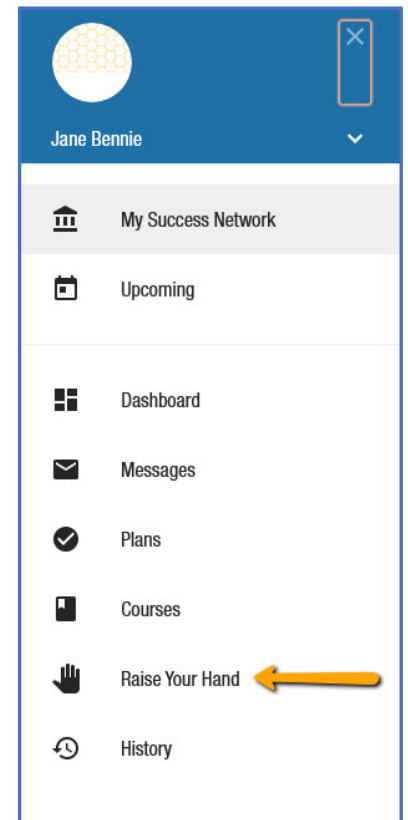 Jane Bennie
My Success Network
Upcoming
Dashboard
Messages
Plans
Courses
Raise Your Hand
History